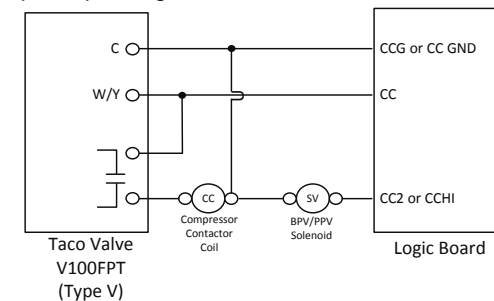 C
CCG or CC GND
W/Y
CC
CC
SV
CC2 or CCHI
Compressor
Contactor
Coil
BPV/PPV
Solenoid
Taco Valve
V100FPT
(Type V)
Logic Board